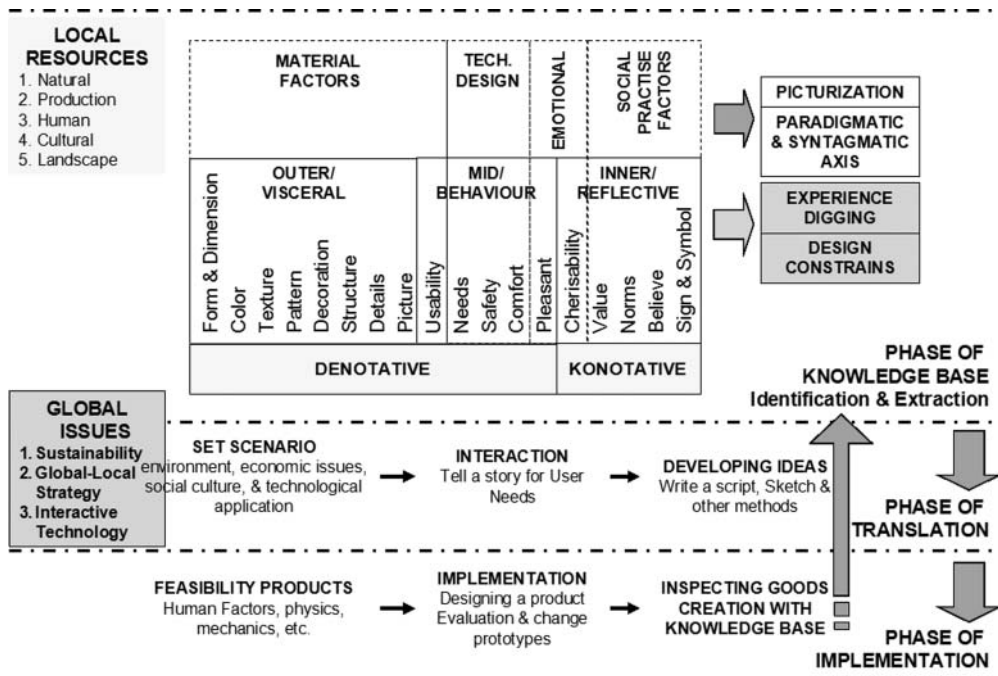 LOCAL
RESOURCES
1. Natural
2. Production
3. Human
4. Cultural
5. Landscape
MATERIAL
FACTORS
TECH.
DESIGN
EMOTIONAL
SOCIAL
PRACTISE
FACTORS
OUTER/
VISCERAL
MID/
BEHAVIOUR
INNER/
REFLECTIVE
Form & Dimension
Color
Texture
Pattern
Decoration
Structure
Details
Picture
Usability
Needs
Safety
Comfort
Pleasant
Cherisability
Value
Norms
Believe
Sign & Symbol
DENOTATIVE
KONOTATIVE
PICTURIZATION
PARADIGMATIC
& SYNTAGMATIC
AXIS
EXPERIENCE
DIGGING
DESIGN
CONSTRAINS
PHASE OF
KNOWLEDGE BASE
Identification & Extraction
GLOBAL
ISSUES
1. Sustainability
2. Global-Local
Strategy
3. Interactive
Technology
SET SCENARIO
environment, economic issues,
social culture, & technological
application
INTERACTION
Tell a story for User
Needs
DEVELOPING IDEAS
Write a script, Sketch &
other methods
PHASE OF
TRANSLATION
FEASIBILITY PRODUCTS
Human Factors, physics,
mechanics, etc.
IMPLEMENTATION
Designing a product
Evaluation & change
prototypes
INSPECTING GOODS
CREATION WITH
KNOWLEDGE BASE
PHASE OF
IMPLEMENTATION